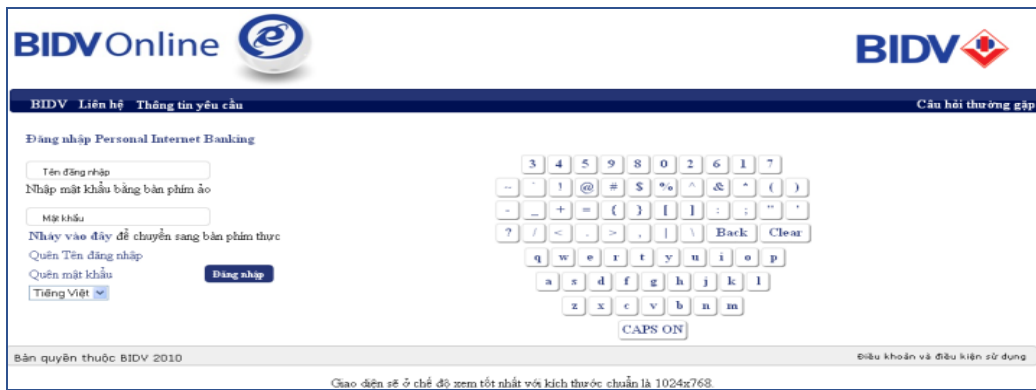 BIDV Online
BIDV
BIDV Liên hệ Thông tin yêu cầu Câu hỏi thường gặp
Đăng nhập Personal Internet Banking
Tên đăng nhập
Nhập mật khẩu bằng bàn phím ảo
Mật khẩu
Nháy vào đây để chuyển sang bàn phím thực
Quên Tên đăng nhập
Quên mật khẩu Đăng nhập
Tiếng Việt
3 4 5 9 8 0 2 6 1 7
~ ` ! @ # $ % ^ & * ( )
- _ + = { } [ ] : ; " '
? / < . > , | \ Back Clear
q w e r t y u i o p
a s d f g h j k l
z x c v b n m
CAPS ON
Bản quyền thuộc BIDV 2010 Điều khoản và điều kiện sử dụng
Giao diện sẽ ở chế độ xem tốt nhất với kích thước chuẩn là 1024x768.